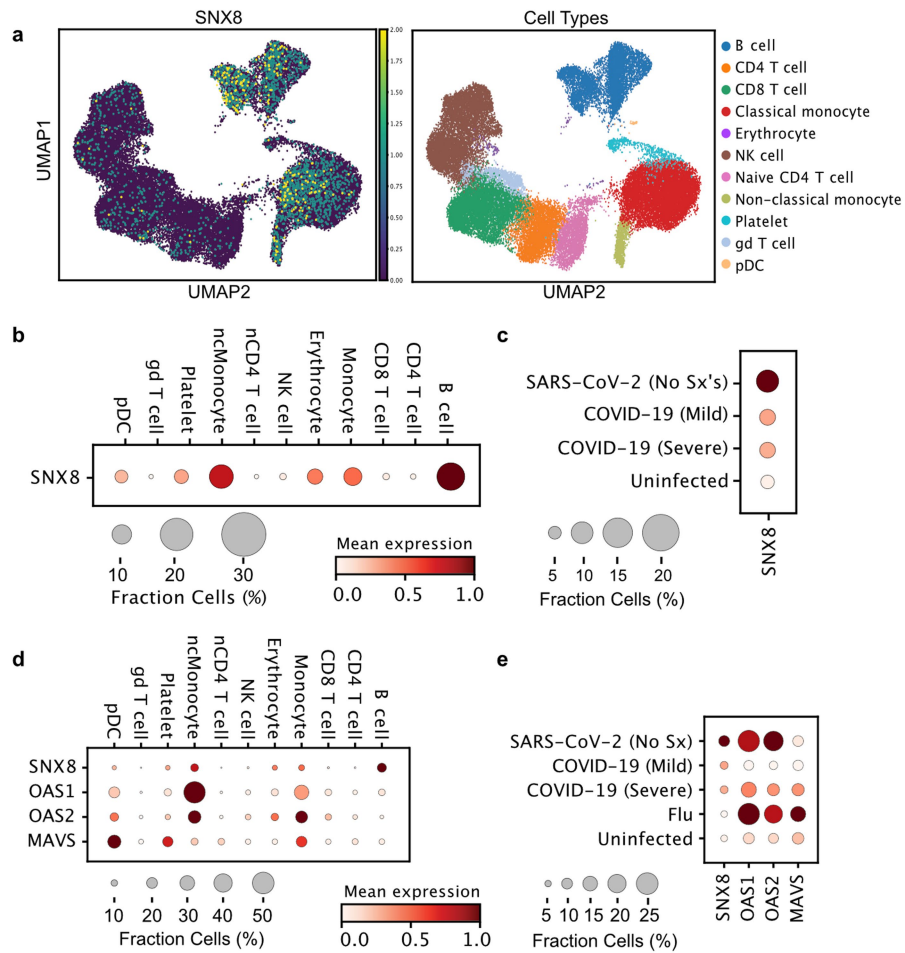 a
SNX8
Cell Types
UMAP1
2.00
1.75
1.50
1.25
1.00
0.75
0.50
0.25
0.00
UMAP2
UMAP2
B cell
CD4 T cell
CD8 T cell
Classical monocyte
Erythrocyte
NK cell
Naive CD4 T cell
Non-classical monocyte
Platelet
gd T cell
pDC
b
pDC
gd T cell
Platelet
ncMonocyte
nCD4 T cell
NK cell
Erythrocyte
Monocyte
CD8 T cell
CD4 T cell
B cell
SNX8
10 20 30
Fraction Cells (%)
Mean expression
0.0 0.5 1.0
c
SARS-CoV-2 (No Sx's)
COVID-19 (Mild)
COVID-19 (Severe)
Uninfected
SNX8
5 10 15 20
Fraction Cells (%)
d
pDC
gd T cell
Platelet
ncMonocyte
nCD4 T cell
NK cell
Erythrocyte
Monocyte
CD8 T cell
CD4 T cell
B cell
SNX8
OAS1
OAS2
MAVS
10 20 30 40 50
Fraction Cells (%)
Mean expression
0.0 0.5 1.0
e
SARS-CoV-2 (No Sx)
COVID-19 (Mild)
COVID-19 (Severe)
Flu
Uninfected
SNX8
OAS1
OAS2
MAVS
5 10 15 20 25
Fraction Cells (%)